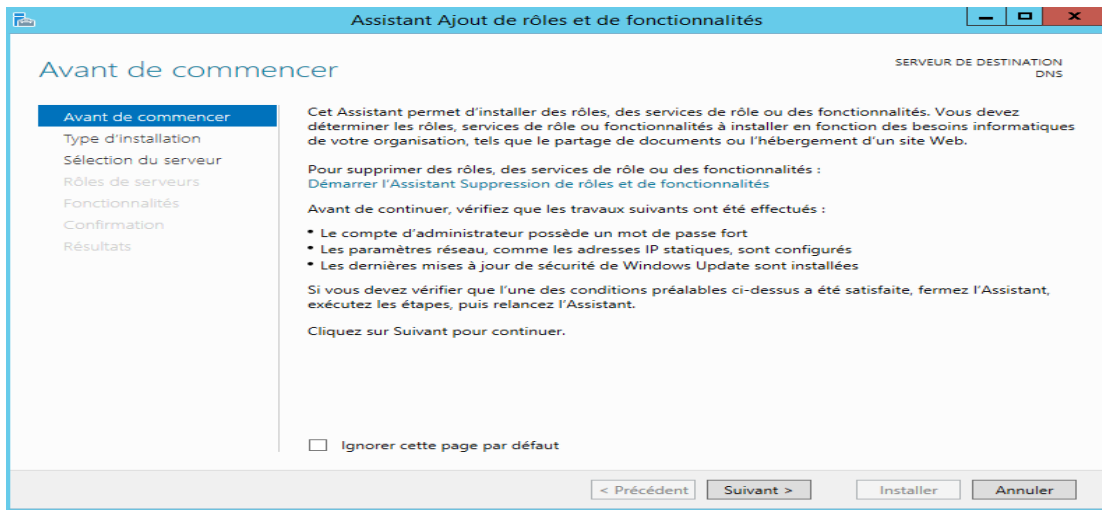 Assistant Ajout de rôles et de fonctionnalités
Avant de commencer
SERVEUR DE DESTINATION
DNS
Avant de commencer
Type d'installation
Sélection du serveur
Rôles de serveurs
Fonctionnalités
Confirmation
Résultats
Cet Assistant permet d'installer des rôles, des services de rôle ou des fonctionnalités. Vous devez
déterminer les rôles, services de rôle ou fonctionnalités à installer en fonction des besoins informatiques
de votre organisation, tels que le partage de documents ou l'hébergement d'un site Web.
Pour supprimer des rôles, des services de rôle ou des fonctionnalités :
Démarrer l'Assistant Suppression de rôles et de fonctionnalités
Avant de continuer, vérifiez que les travaux suivants ont été effectués :
• Le compte d'administrateur possède un mot de passe fort
• Les paramètres réseau, comme les adresses IP statiques, sont configurés
• Les dernières mises à jour de sécurité de Windows Update sont installées
Si vous devez vérifier que l'une des conditions préalables ci-dessus a été satisfaite, fermez l'Assistant,
exécutez les étapes, puis relancez l'Assistant.
Cliquez sur Suivant pour continuer.
Ignorer cette page par défaut
< Précédent
Suivant >
Installer
Annuler